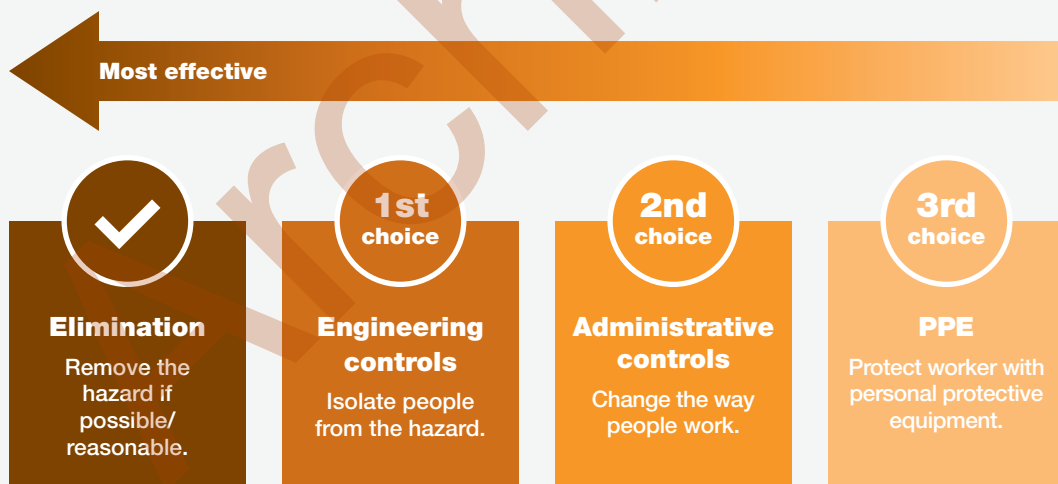 Most effective
1st
choice
2nd
choice
3rd
choice
Elimination
Remove the
hazard if
possible/
reasonable.
Engineering
controls
Isolate people
from the hazard.
Administrative
controls
Change the way
people work.
PPE
Protect worker with
personal protective
equipment.